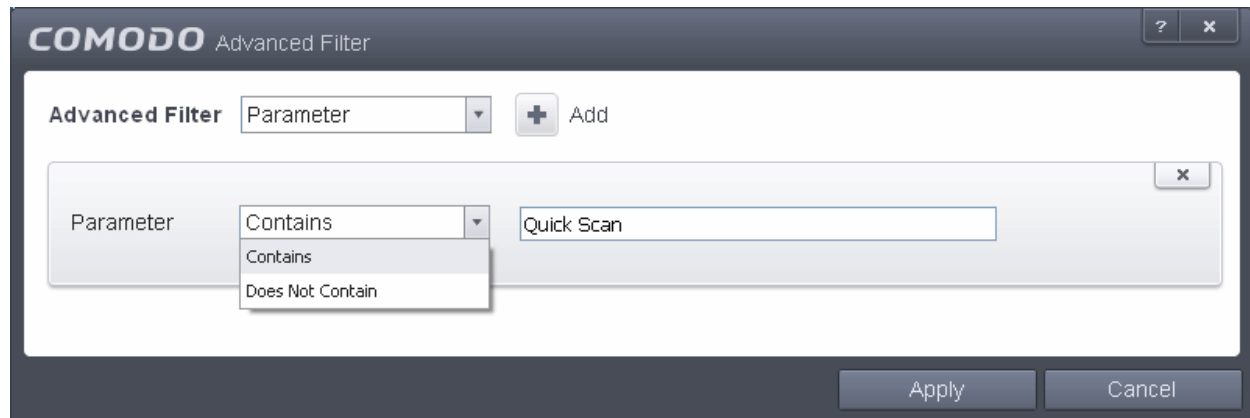 COMODO Advanced Filter ? ×
Advanced Filter Parameter + Add
×
Parameter Contains Quick Scan
Contains
Does Not Contain
Apply Cancel